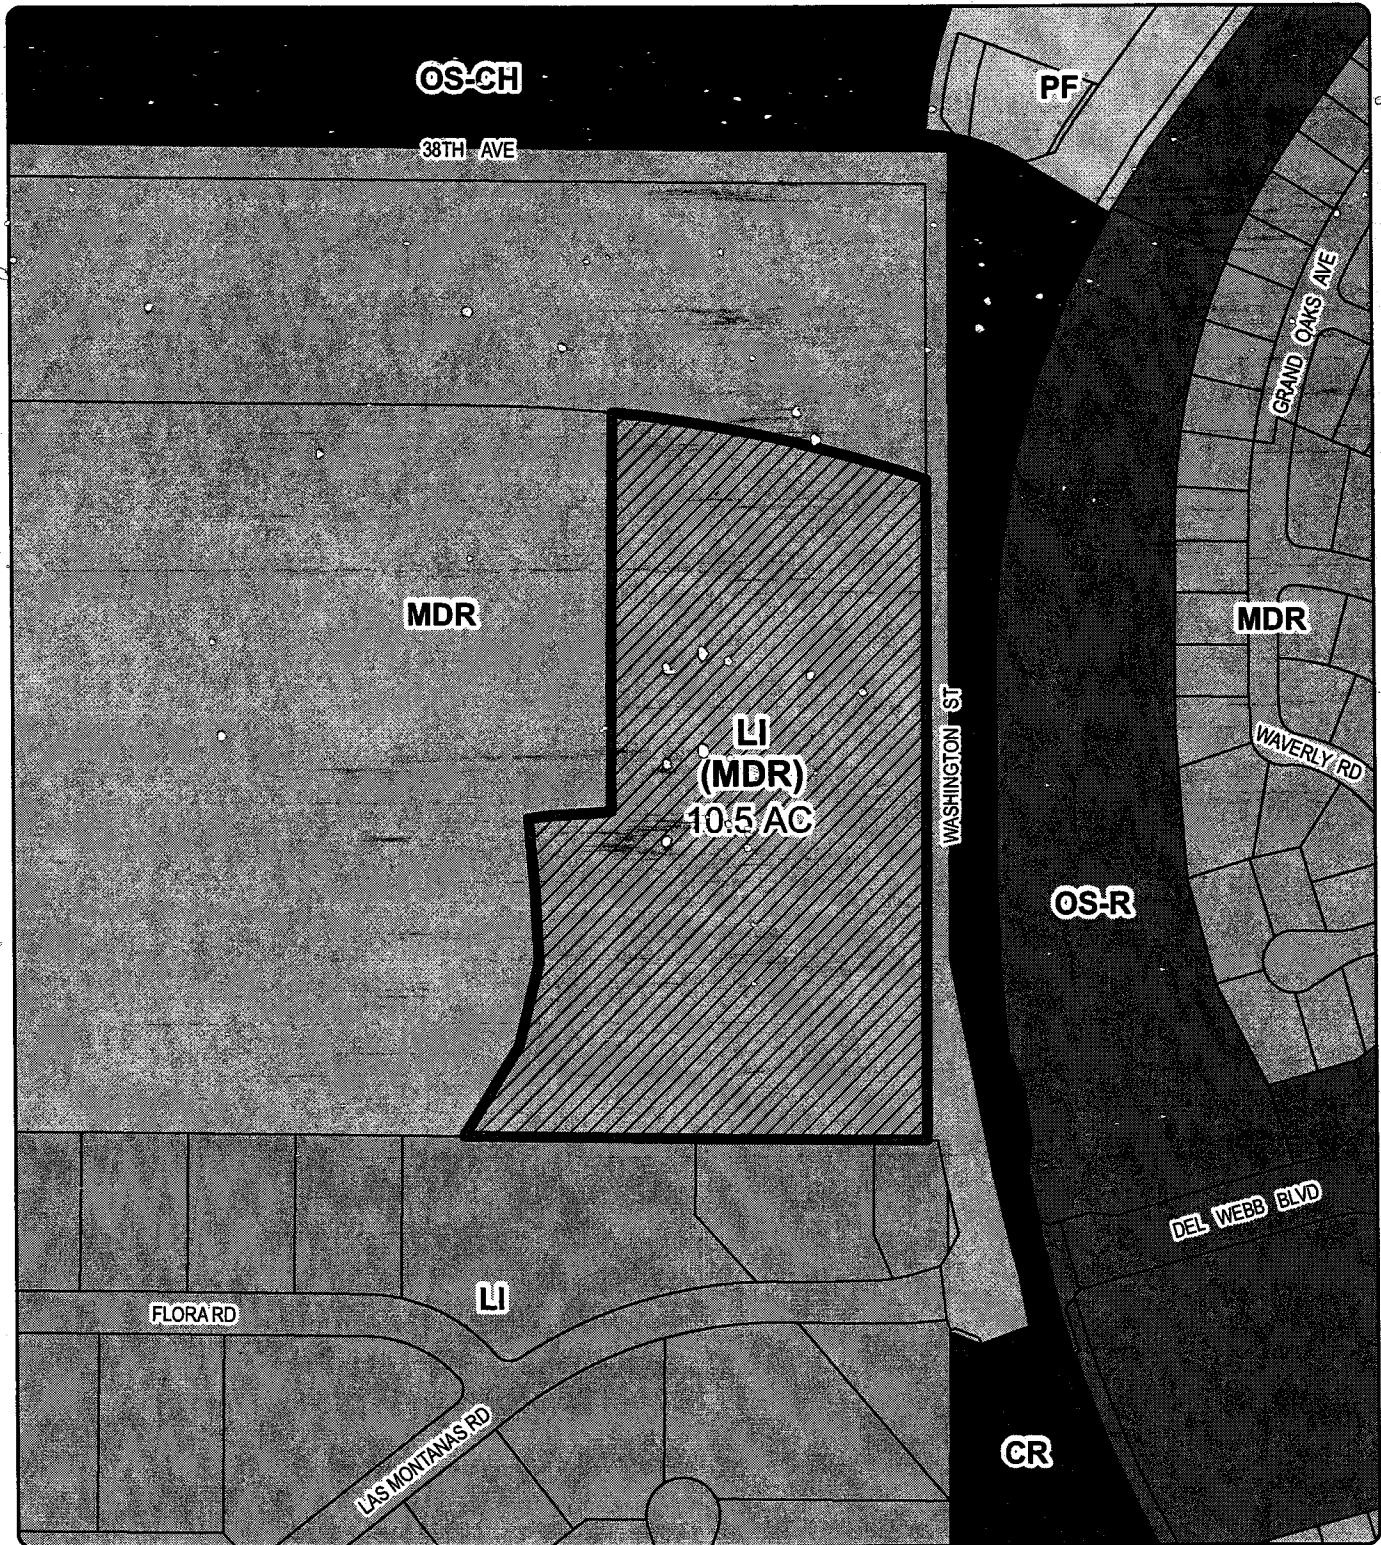 OS-CH
PF
38TH AVE
GRAND OAKS AVE
MDR
MDR
WASHINGTON ST
LI
(MDR)
10.5 AC
WAVERLY RD
OS-R
DEL WEBB BLVD
LI
FLORA RD
LAS MONTANAS RD
CR